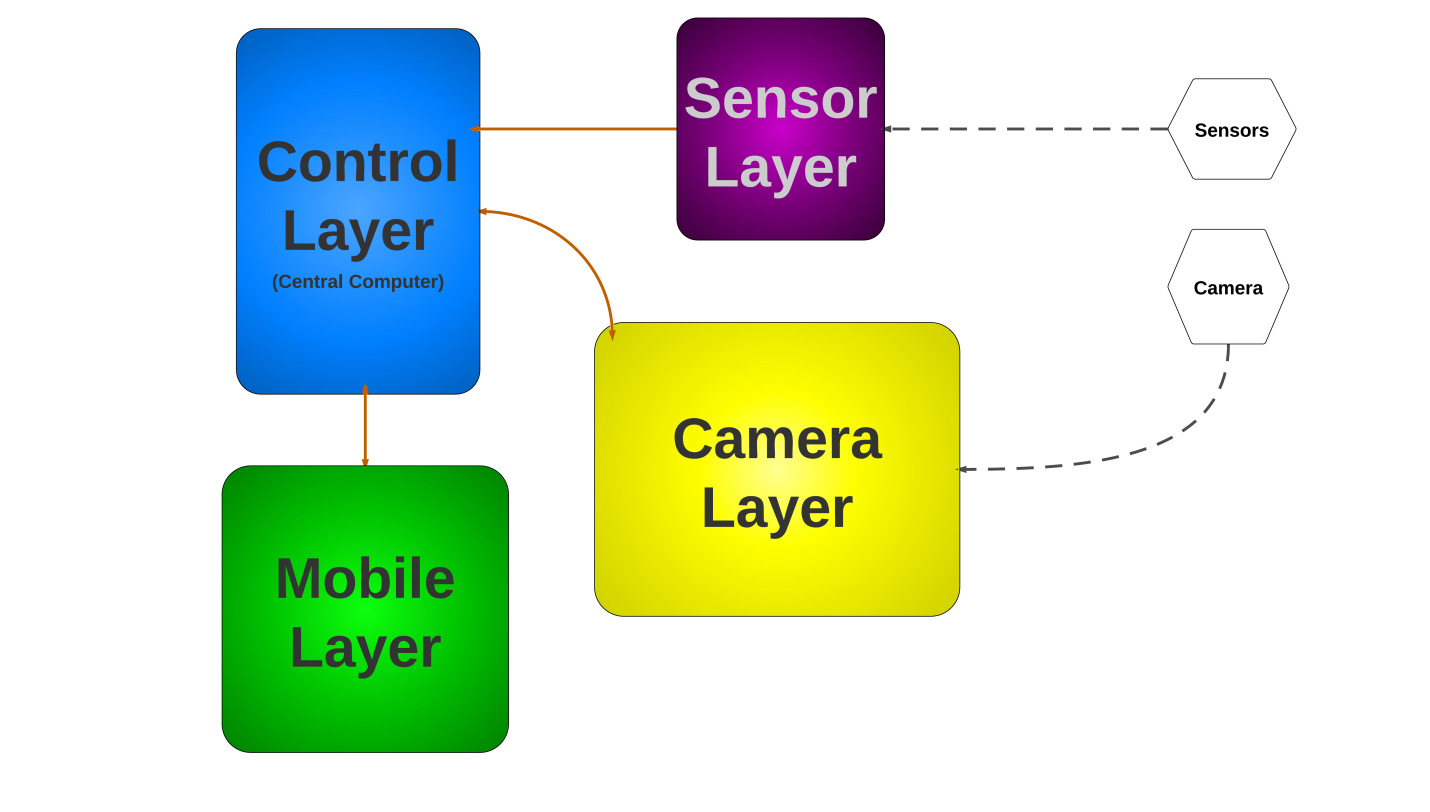 Control
Layer
(Central Computer)
Sensor
Layer
Sensors
Camera
Camera
Layer
Mobile
Layer